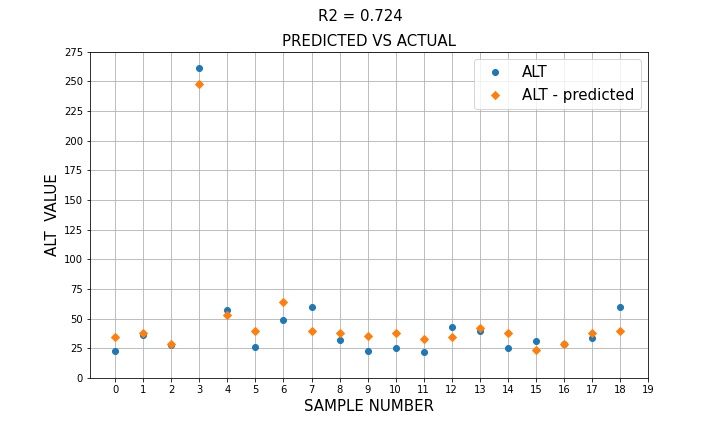 R2 = 0.724
PREDICTED VS ACTUAL
ALT
ALT - predicted
ALT VALUE
275
250
225
200
175
150
125
100
75
50
25
0
0 1 2 3 4 5 6 7 8 9 10 11 12 13 14 15 16 17 18 19
SAMPLE NUMBER